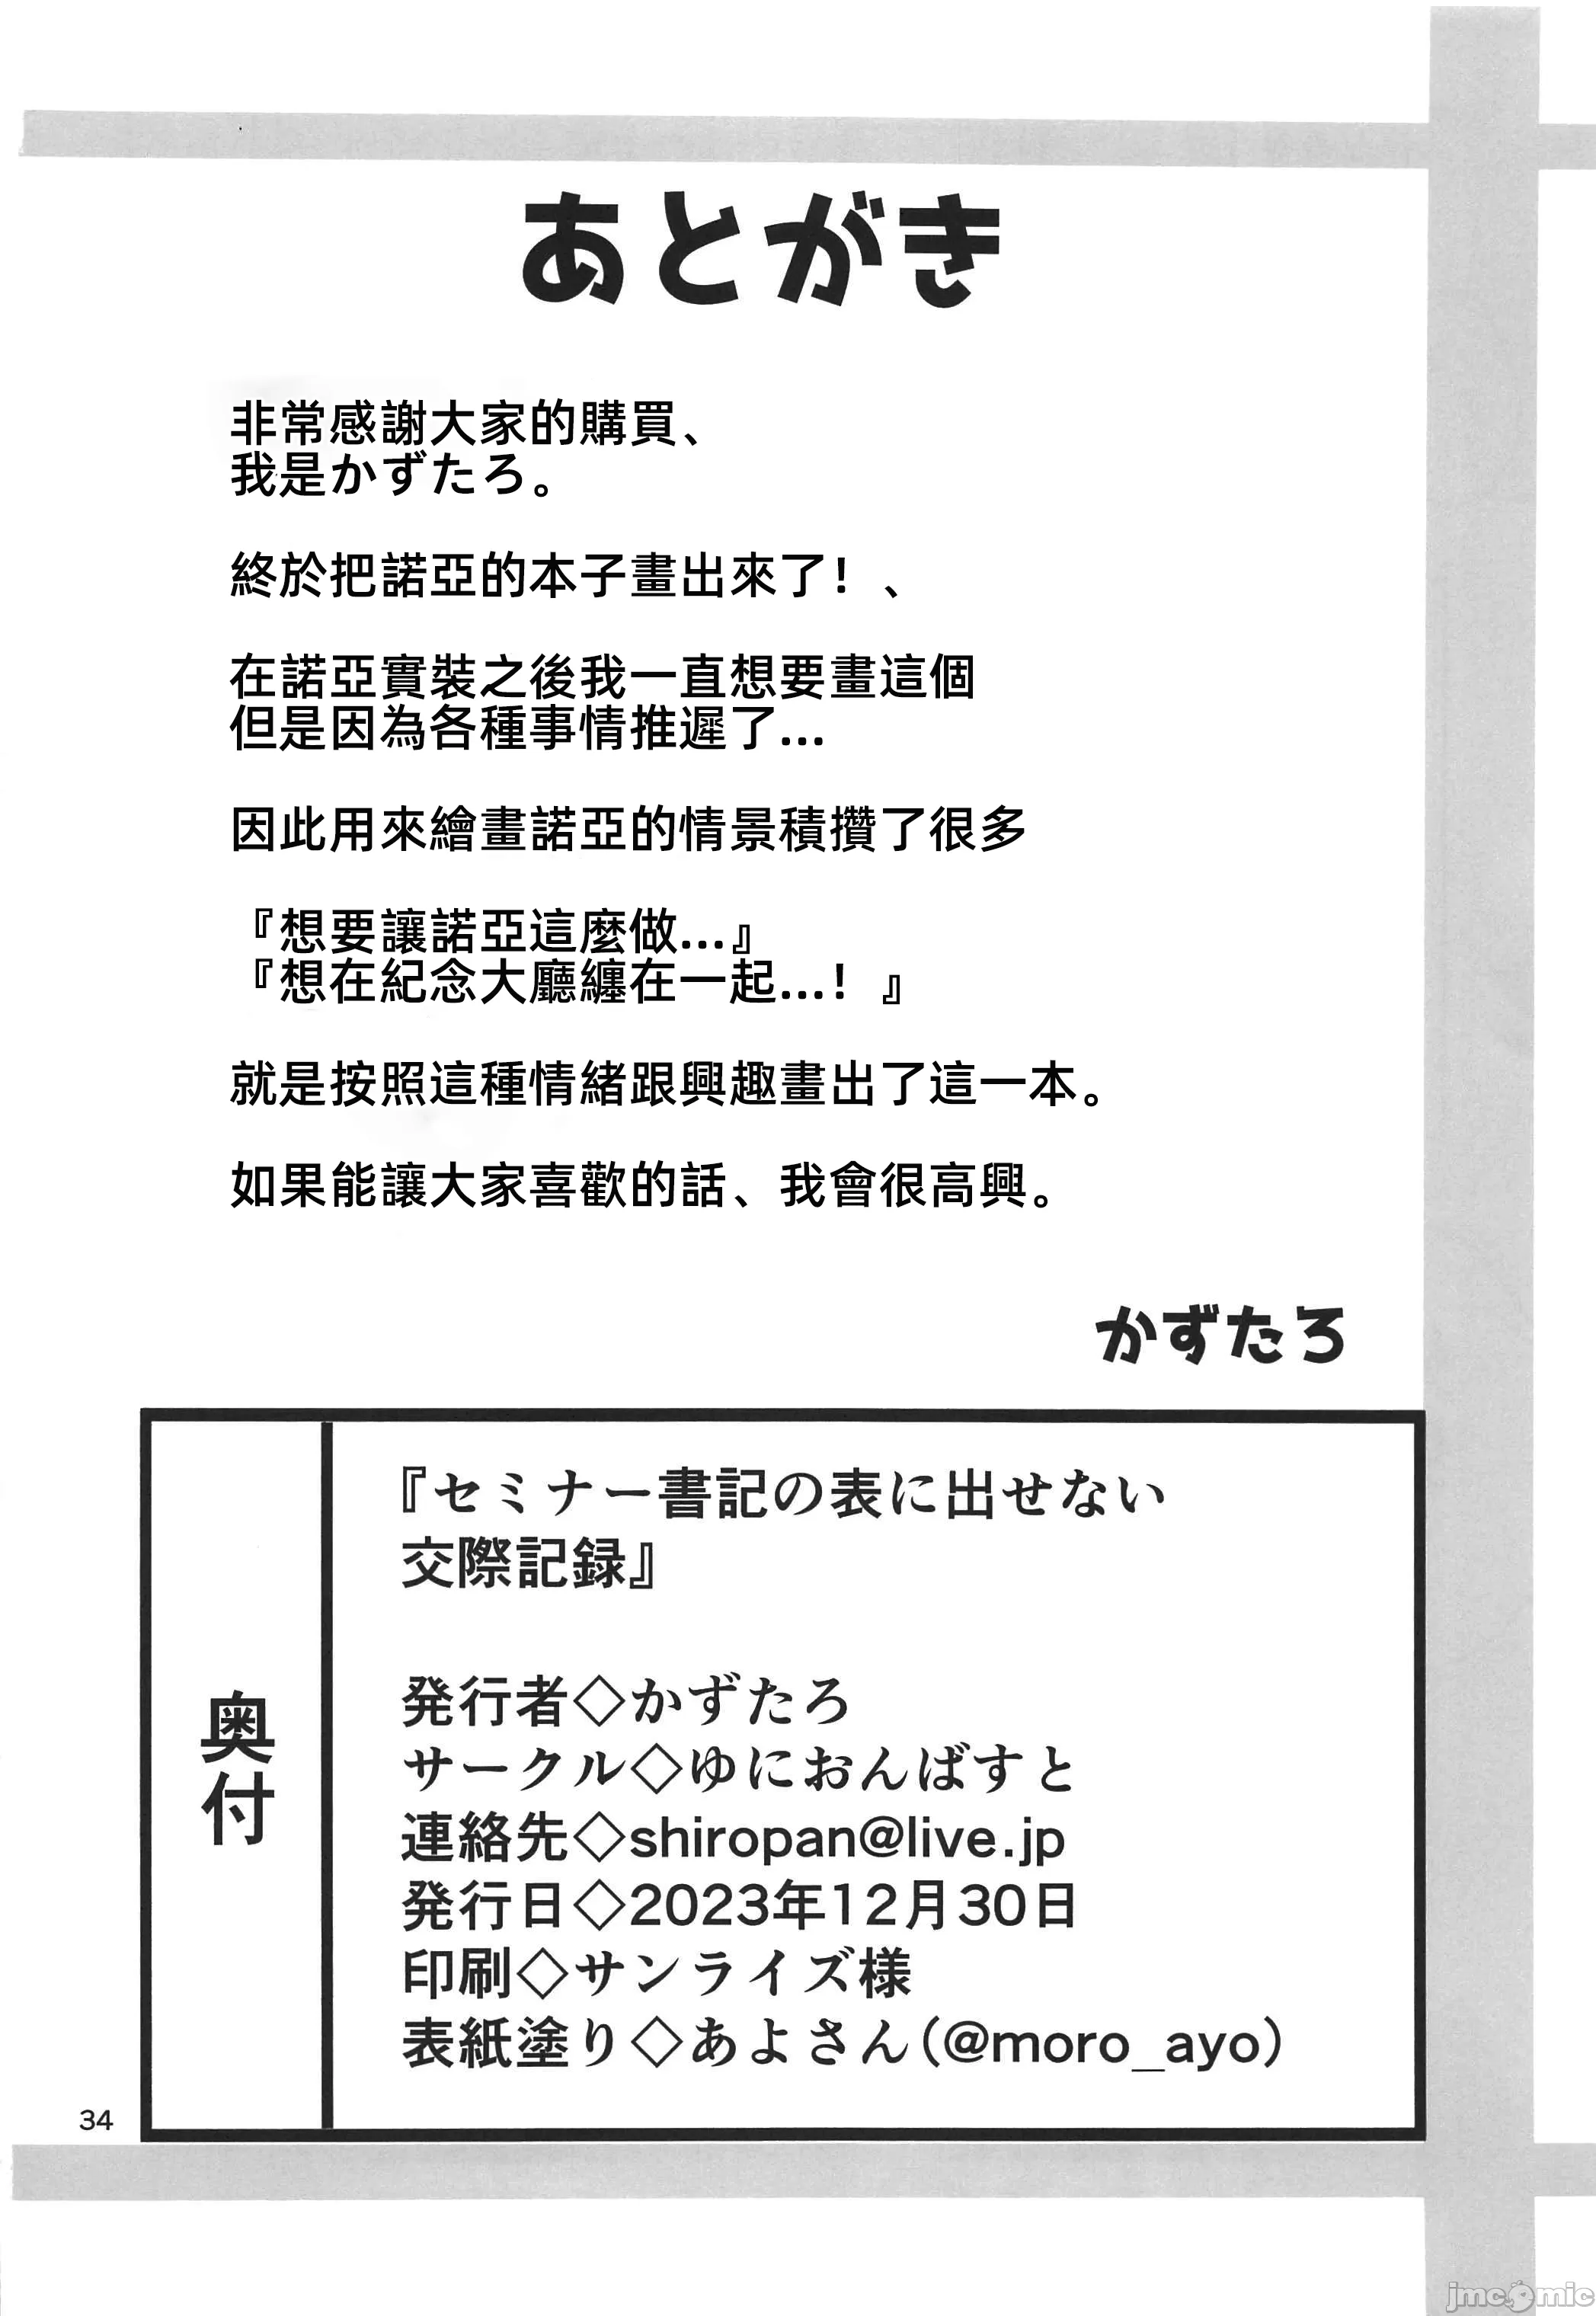 あとがき
非常感謝大家的購買、
我是かずたろ。
終於把諾亞的本子畫出來了！、
在諾亞實裝之後我一直想要畫這個
但是因為各種事情推遲了…
因此用來繪畫諾亞的情景積攢了很多
『想要讓諾亞這麼做…』
『想在紀念大廳纏在一起…！』
就是按照這種情緒跟興趣畫出了這一本。
如果能讓大家喜歡的話、我會很高興。
かずたろ
奥付
『セミナー書記の表に出せない
交際記録』
発行者◇かずたろ
サークル◇ゆにおんばすと
連絡先◇shiropan@live.jp
発行日◇2023年12月30日
印刷◇サンライズ様
表紙塗り◇あよさん（@moro_ayo）
34
jmcomic